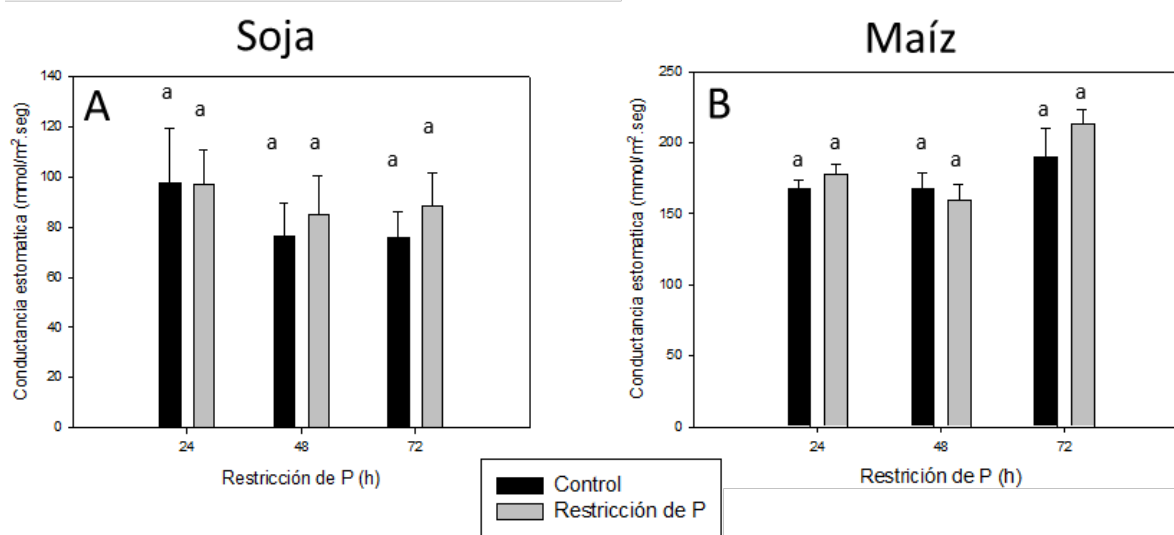 Soja
A
Conductancia estomatica (mmol/m².seg)
140
120
100
80
60
40
20
0
a
a
a
a
a
a
24
48
72
Restricción de P (h)
Maíz
B
Conductancia estomatica (mmol/m².seg)
250
200
150
100
50
0
a
a
a
a
a
a
24
48
72
Restrición de P (h)
Control
Restricción de P